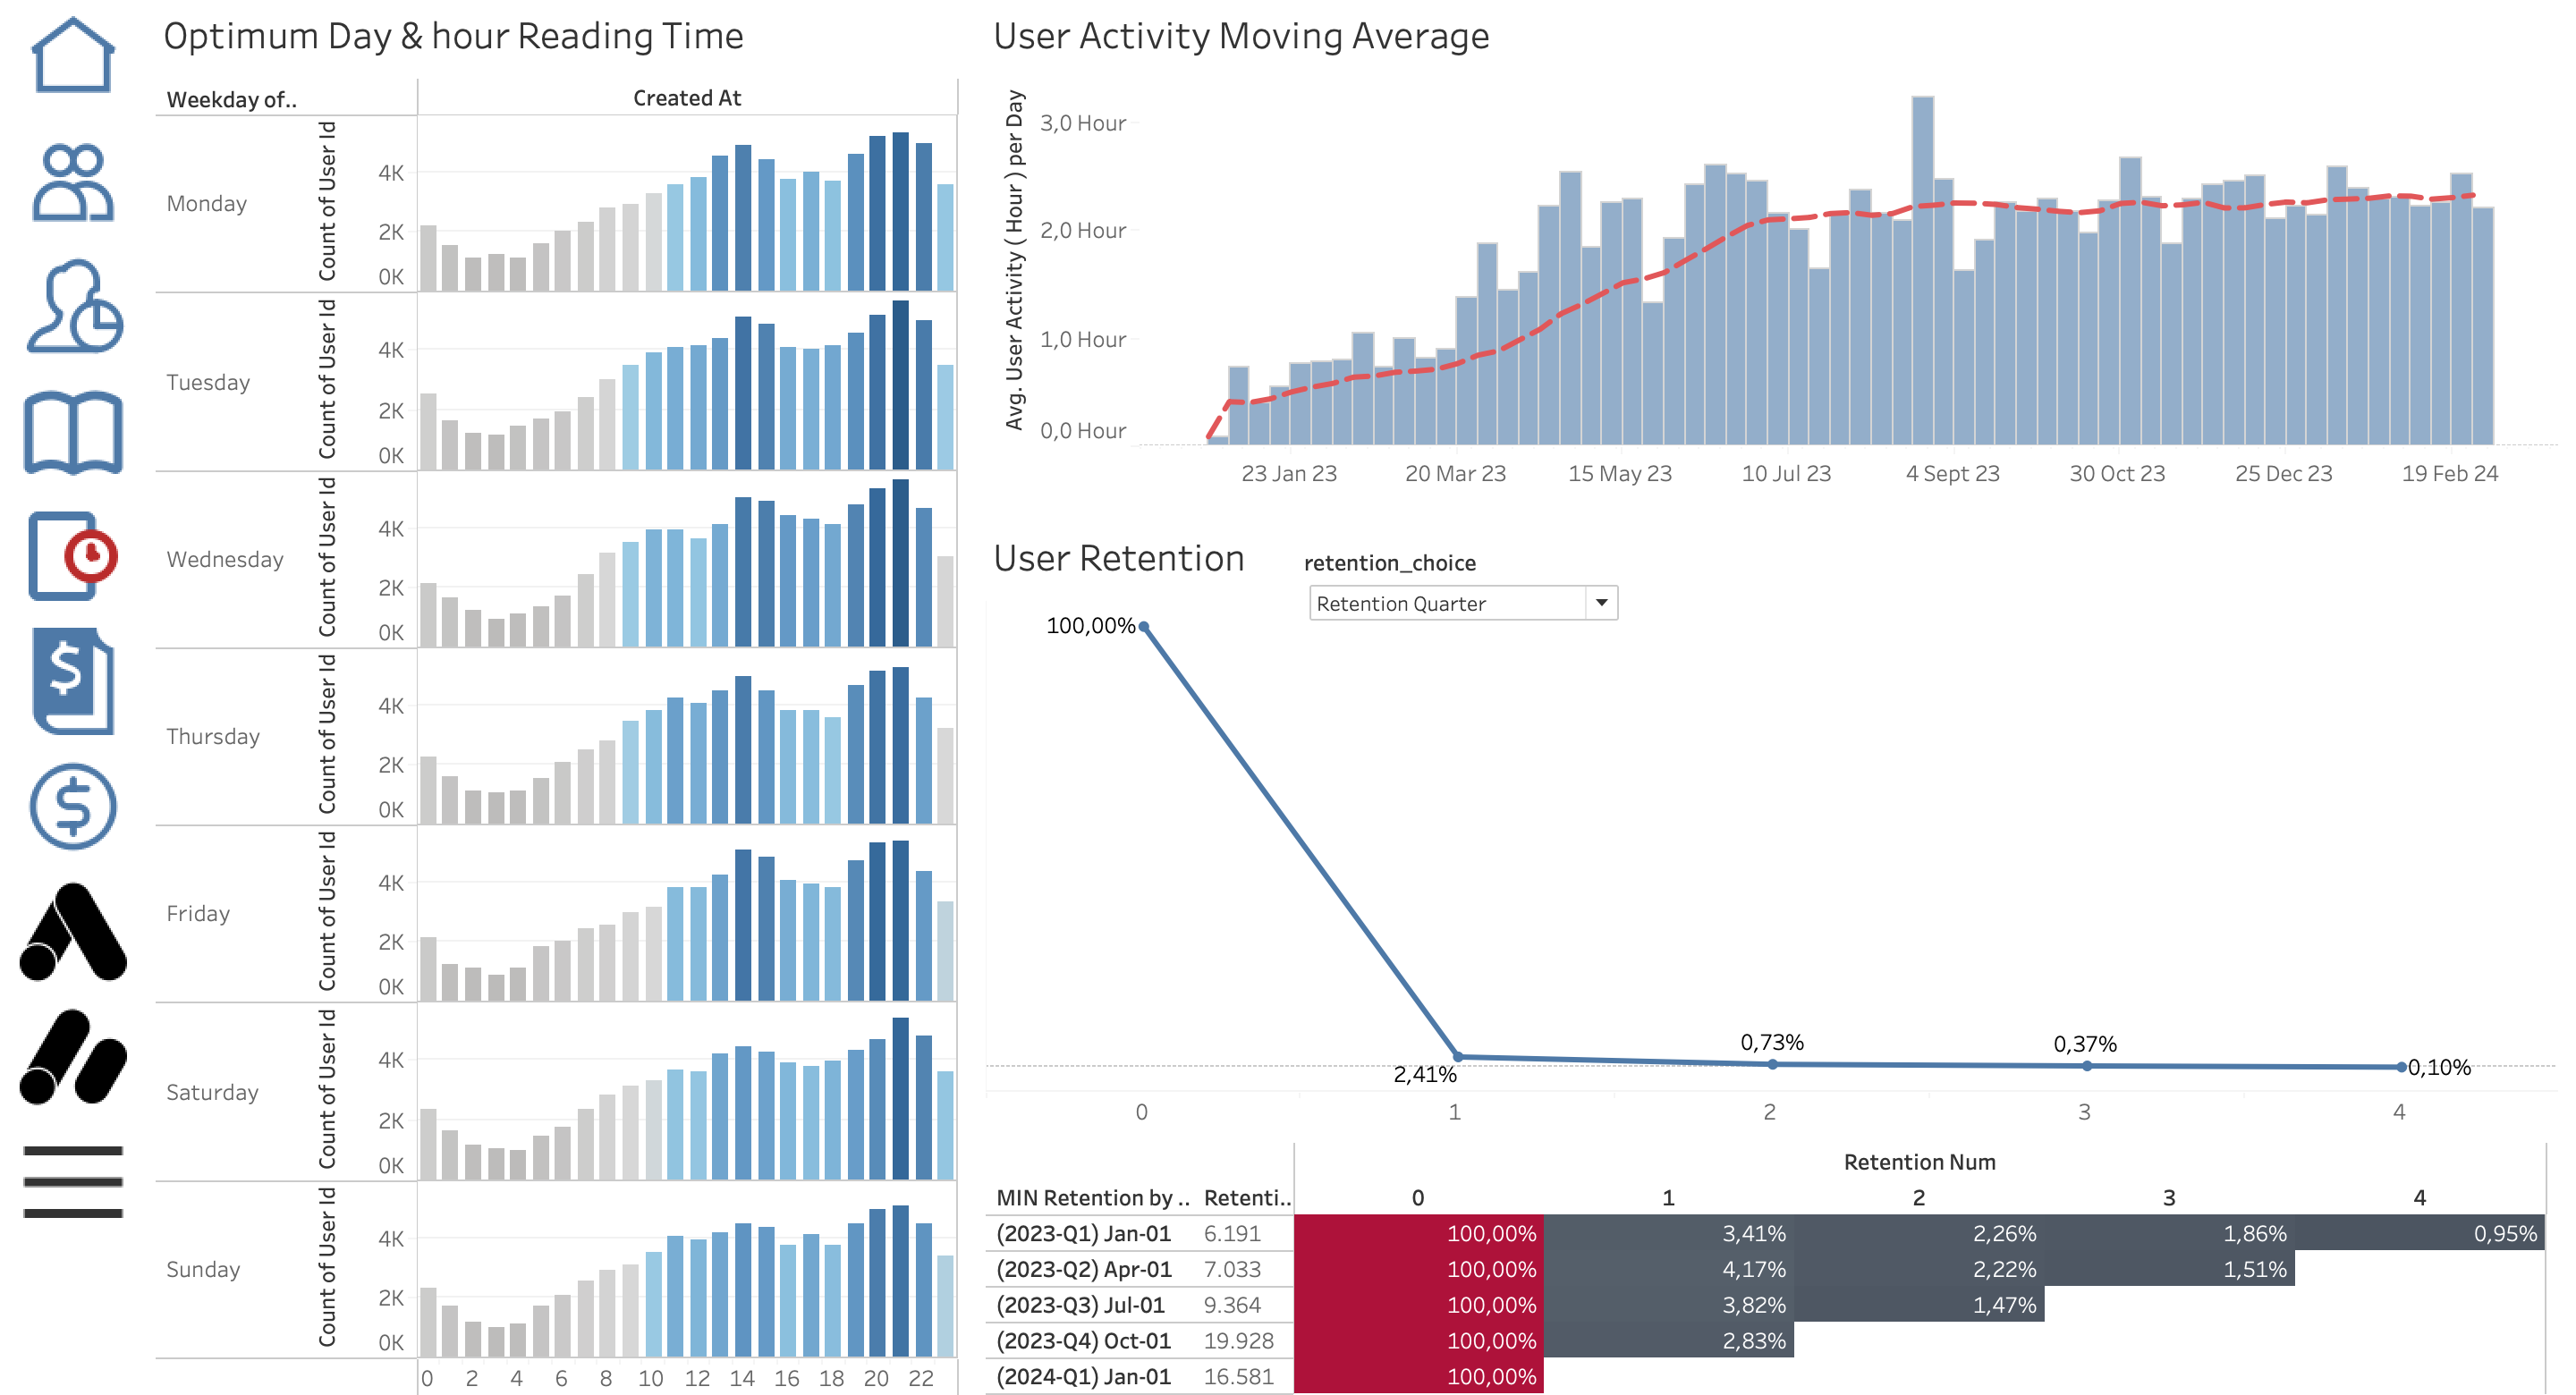 Optimum Day & hour Reading Time
Weekday of..
Created At
Monday
Count of User Id
4K
2K
0K
Tuesday
Count of User Id
4K
2K
0K
Wednesday
Count of User Id
4K
2K
0K
Thursday
Count of User Id
4K
2K
0K
Friday
Count of User Id
4K
2K
0K
Saturday
Count of User Id
4K
2K
0K
Sunday
Count of User Id
4K
2K
0K
0 2 4 6 8 10 12 14 16 18 20 22
User Activity Moving Average
Avg. User Activity ( Hour ) per Day
3,0 Hour
2,0 Hour
1,0 Hour
0,0 Hour
23 Jan 23 20 Mar 23 15 May 23 10 Jul 23 4 Sept 23 30 Oct 23 25 Dec 23 19 Feb 24
User Retention
retention_choice
Retention Quarter
100,00%
2,41%
0,73%
0,37%
0,10%
0 1 2 3 4
Retention Num
MIN Retention by .. Retenti.. 0 1 2 3 4
(2023-Q1) Jan-01 6.191 100,00% 3,41% 2,26% 1,86% 0,95%
(2023-Q2) Apr-01 7.033 100,00% 4,17% 2,22% 1,51%
(2023-Q3) Jul-01 9.364 100,00% 3,82% 1,47%
(2023-Q4) Oct-01 19.928 100,00% 2,83%
(2024-Q1) Jan-01 16.581 100,00%
$
$